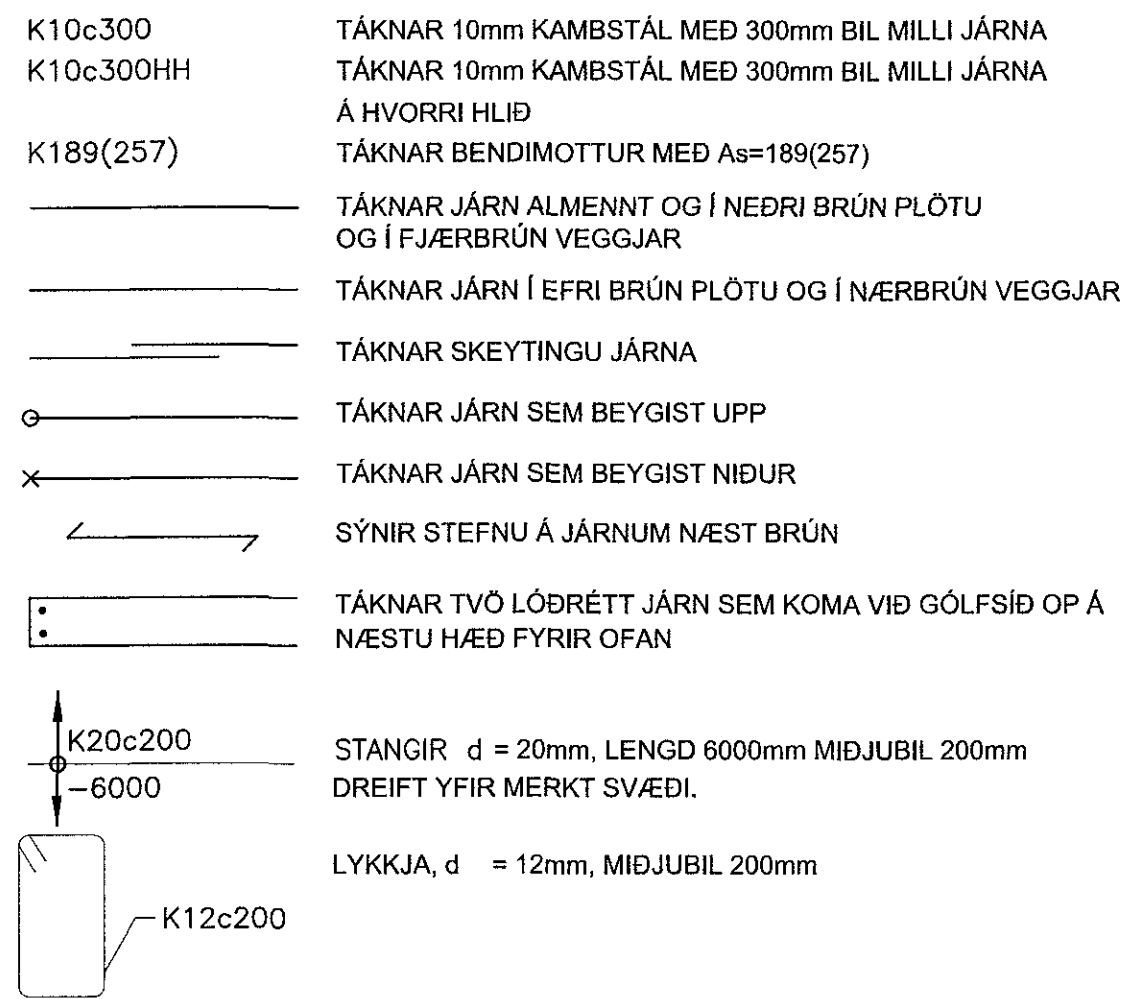 K10c300 TÁKNAR 10mm KAMBSTÁL MEÐ 300mm BIL MILLI JÁRNA
K10c300HH TÁKNAR 10mm KAMBSTÁL MEÐ 300mm BIL MILLI JÁRNA
Á HVORRI HLIÐ
K189(257) TÁKNAR BENDIMOTTUR MEÐ As=189(257)
TÁKNAR JÁRN ALMENNT OG Í NEÐRI BRÚN PLÖTU
OG Í FJÆRBRÚN VEGGJAR
TÁKNAR JÁRN Í EFRI BRÚN PLÖTU OG Í NÆRBRÚN VEGGJAR
TÁKNAR SKEYTINGU JÁRNA
TÁKNAR JÁRN SEM BEYGIST UPP
TÁKNAR JÁRN SEM BEYGIST NIÐUR
SÝNIR STEFNU Á JÁRNUM NÆST BRÚN
TÁKNAR TVÖ LÓÐRÉTT JÁRN SEM KOMA VIÐ GÓLFSÍÐ OP Á
NÆSTU HÆÐ FYRIR OFAN
K20c200 STANGIR d = 20mm, LENGD 6000mm MIÐJUBIL 200mm
-6000 DREIFT YFIR MERKT SVÆÐI.
LYKKJA, d = 12mm, MIÐJUBIL 200mm
K12c200